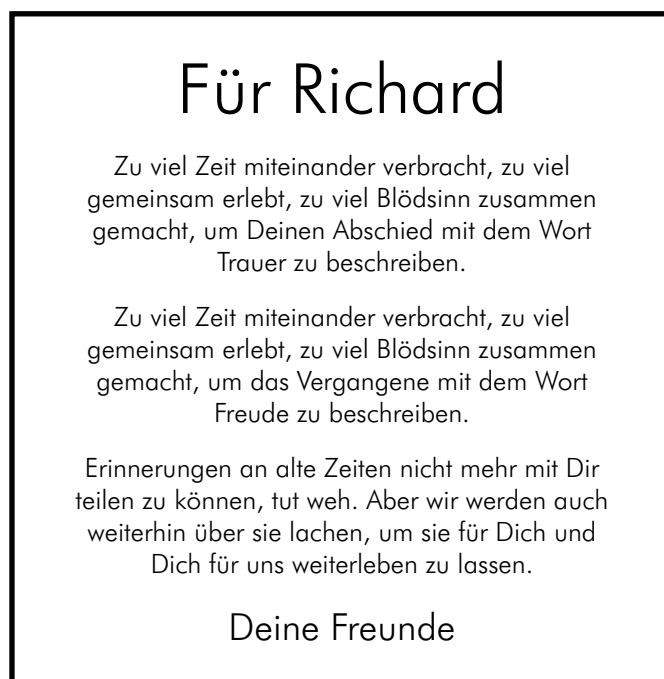 Für Richard
Zu viel Zeit miteinander verbracht, zu viel
gemeinsam erlebt, zu viel Blödsinn zusammen
gemacht, um Deinen Abschied mit dem Wort
Trauer zu beschreiben.
Zu viel Zeit miteinander verbracht, zu viel
gemeinsam erlebt, zu viel Blödsinn zusammen
gemacht, um das Vergangene mit dem Wort
Freude zu beschreiben.
Erinnerungen an alte Zeiten nicht mehr mit Dir
teilen zu können, tut weh. Aber wir werden auch
weiterhin über sie lachen, um sie für Dich und
Dich für uns weiterleben zu lassen.
Deine Freunde